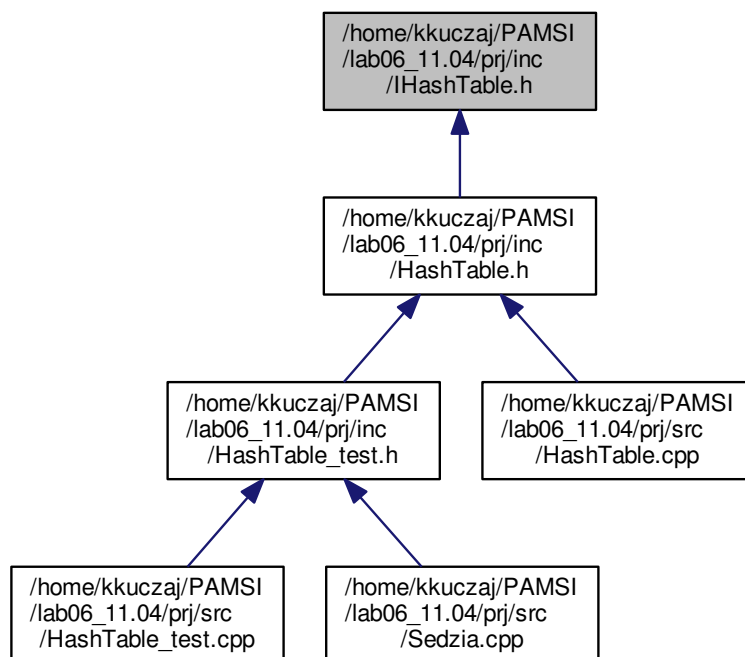 /home/kkuczaj/PAMSI
/lab06_11.04/prj/inc
/IHashTable.h
/home/kkuczaj/PAMSI
/lab06_11.04/prj/inc
/HashTable.h
/home/kkuczaj/PAMSI
/lab06_11.04/prj/inc
/HashTable_test.h
/home/kkuczaj/PAMSI
/lab06_11.04/prj/src
/HashTable.cpp
/home/kkuczaj/PAMSI
/lab06_11.04/prj/src
/HashTable_test.cpp
/home/kkuczaj/PAMSI
/lab06_11.04/prj/src
/Sedzia.cpp